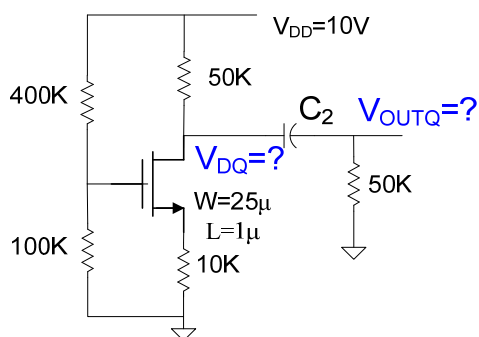 V_DD=10V
400K
50K
C_2
V_OUTQ=?
V_DQ=?
50K
W=25μ
L=1μ
100K
10K